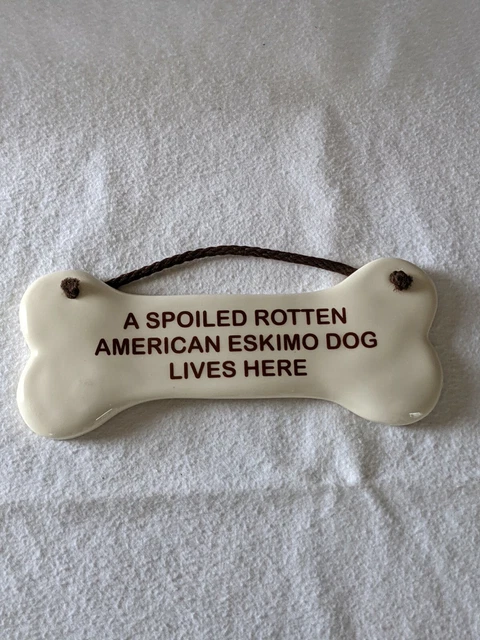 A SPOILED ROTTEN
AMERICAN ESKIMO DOG
LIVES HERE